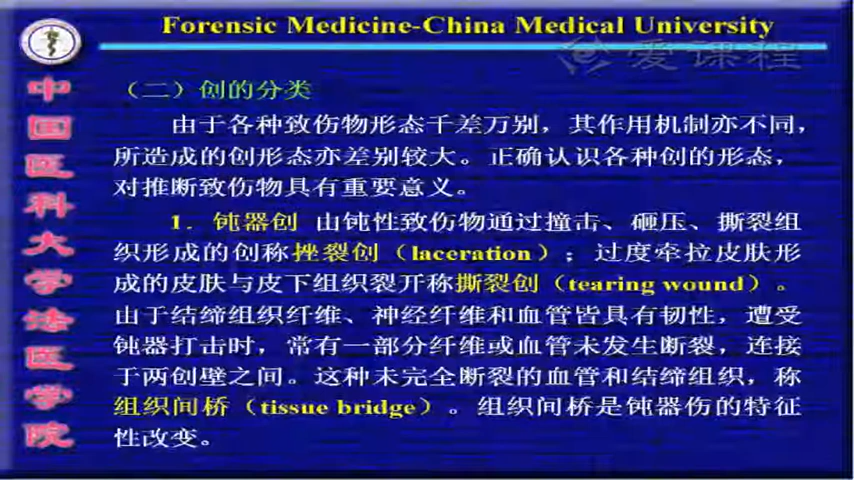 Forensic Medicine-China Medical University
爱课程
中国医科大学法医学院
（二）创的分类
由于各种致伤物形态千差万别，其作用机制亦不同，
所造成的创形态亦差别较大。正确认识各种创的形态，
对推断致伤物具有重要意义。
1．钝器创 由钝性致伤物通过撞击、砸压、撕裂组
织形成的创称挫裂创（laceration）；过度牵拉皮肤形
成的皮肤与皮下组织裂开称撕裂创（tearing wound）。
由于结缔组织纤维、神经纤维和血管皆具有韧性，遭受
钝器打击时，常有一部分纤维或血管未发生断裂，连接
于两创壁之间。这种未完全断裂的血管和结缔组织，称
组织间桥（tissue bridge）。组织间桥是钝器伤的特征
性改变。